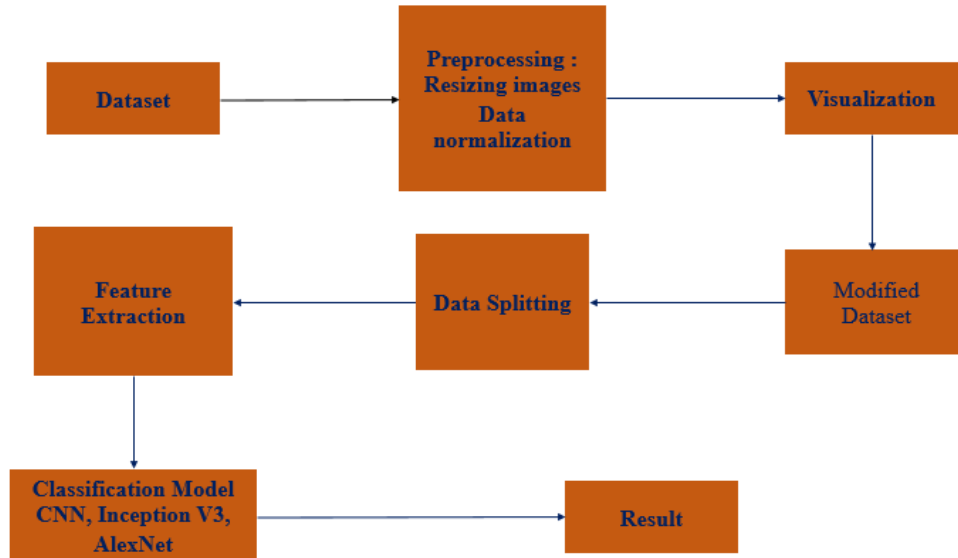 Dataset
Preprocessing :
Resizing images
Data
normalization
Visualization
Modified
Dataset
Data Splitting
Feature
Extraction
Classification Model
CNN, Inception V3,
AlexNet
Result